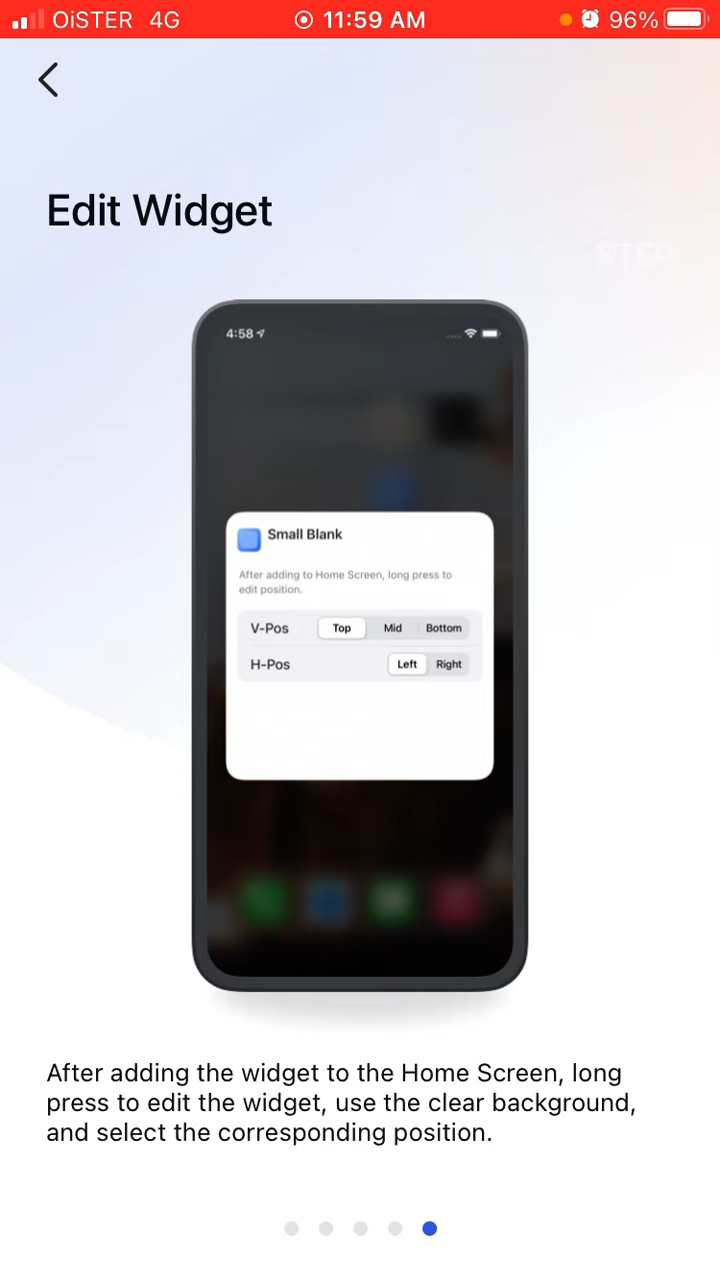 OiSTER 4G 11:59 AM 96%
Edit Widget
STEP
4:58
Small Blank
After adding to Home Screen, long press to
edit position.
V-Pos Top Mid Bottom
H-Pos Left Right
After adding the widget to the Home Screen, long
press to edit the widget, use the clear background,
and select the corresponding position.